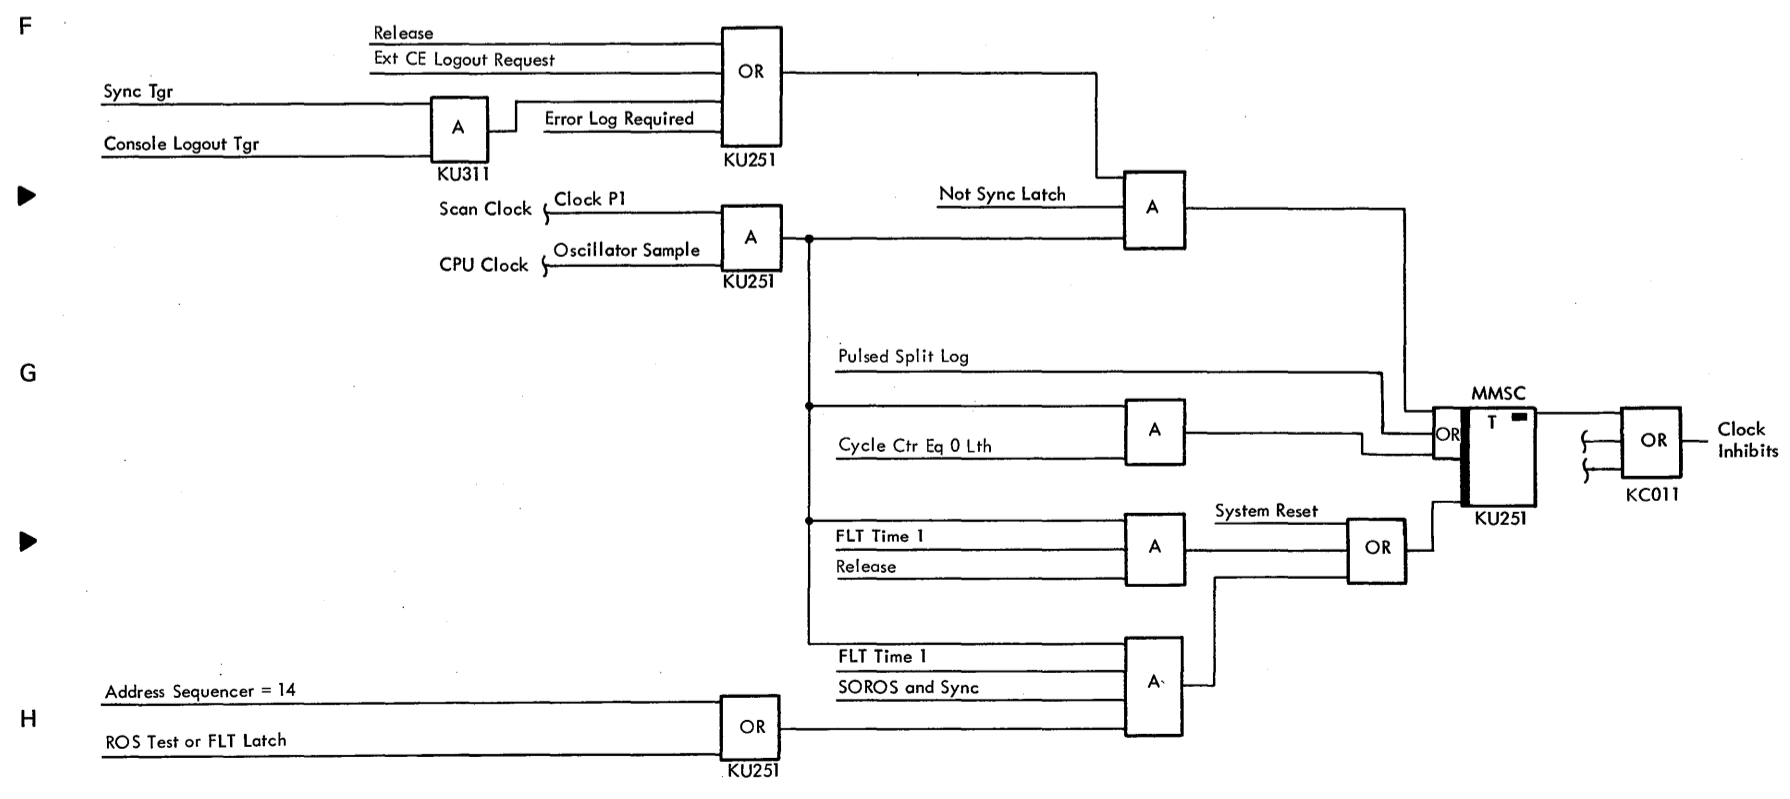 F
Release
Ext CE Logout Request
OR
Sync Tgr
A
Error Log Required
Console Logout Tgr
KU251
KU311
Scan Clock
Clock P1
A
Not Sync Latch
A
CPU Clock
Oscillator Sample
KU251
Pulsed Split Log
G
MMSC
T
A
OR
Cycle Ctr Eq 0 Lth
OR
Clock
Inhibits
KC011
System Reset
KU251
FLT Time 1
A
OR
Release
FLT Time 1
SOROS and Sync
A
Address Sequencer = 14
H
OR
ROS Test or FLT Latch
KU251